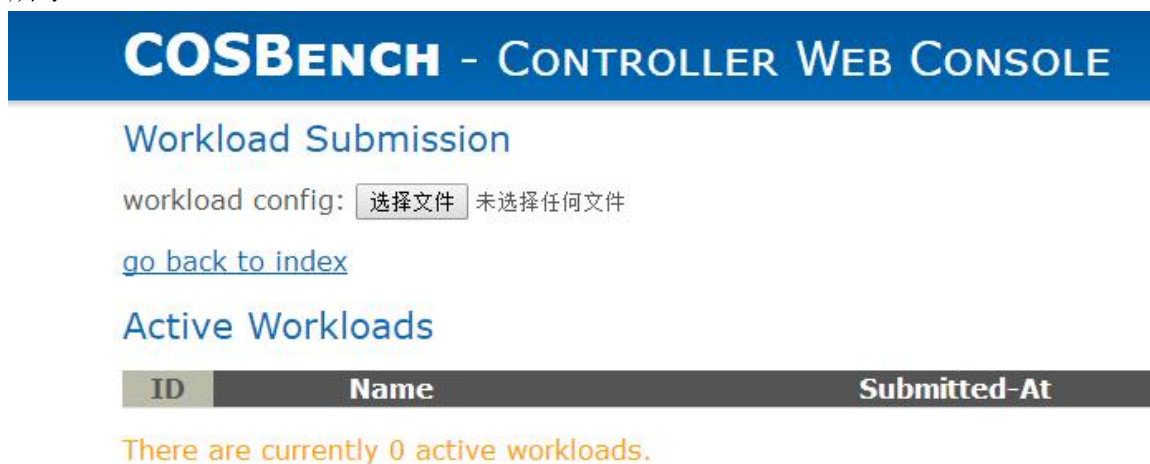 COSBENCH - CONTROLLER WEB CONSOLE
Workload Submission
workload config: 选择文件 未选择任何文件
go back to index
Active Workloads
ID Name Submitted-At
There are currently 0 active workloads.